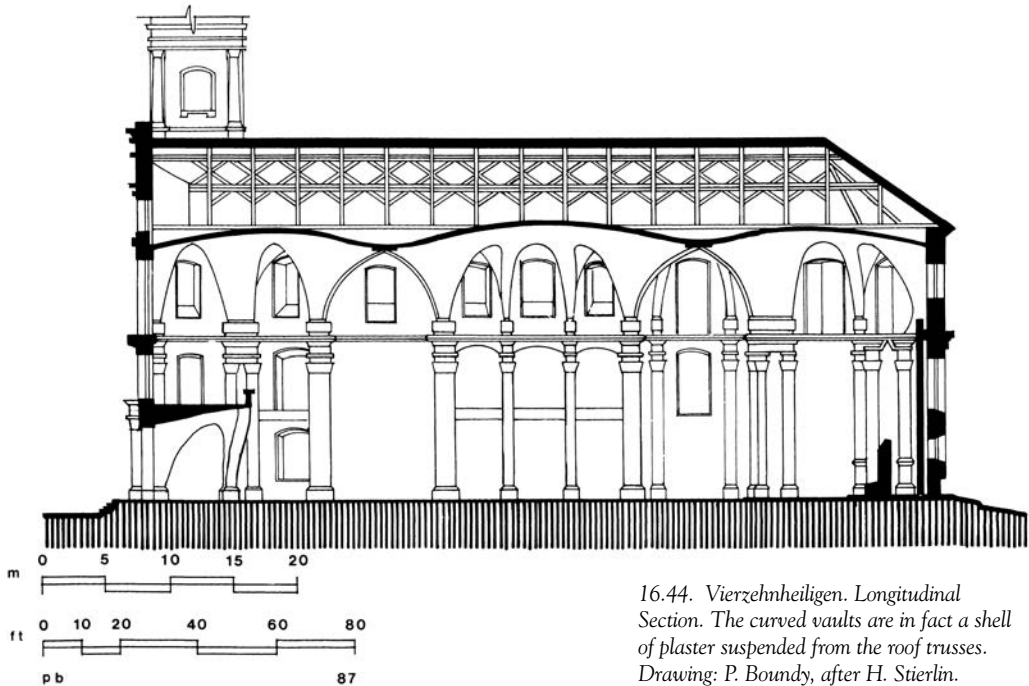 m 0 5 10 15 20
ft 0 10 20 40 60 80
pb 87
16.44. Vierzehnheiligen. Longitudinal
Section. The curved vaults are in fact a shell
of plaster suspended from the roof trusses.
Drawing: P. Boundy, after H. Stierlin.